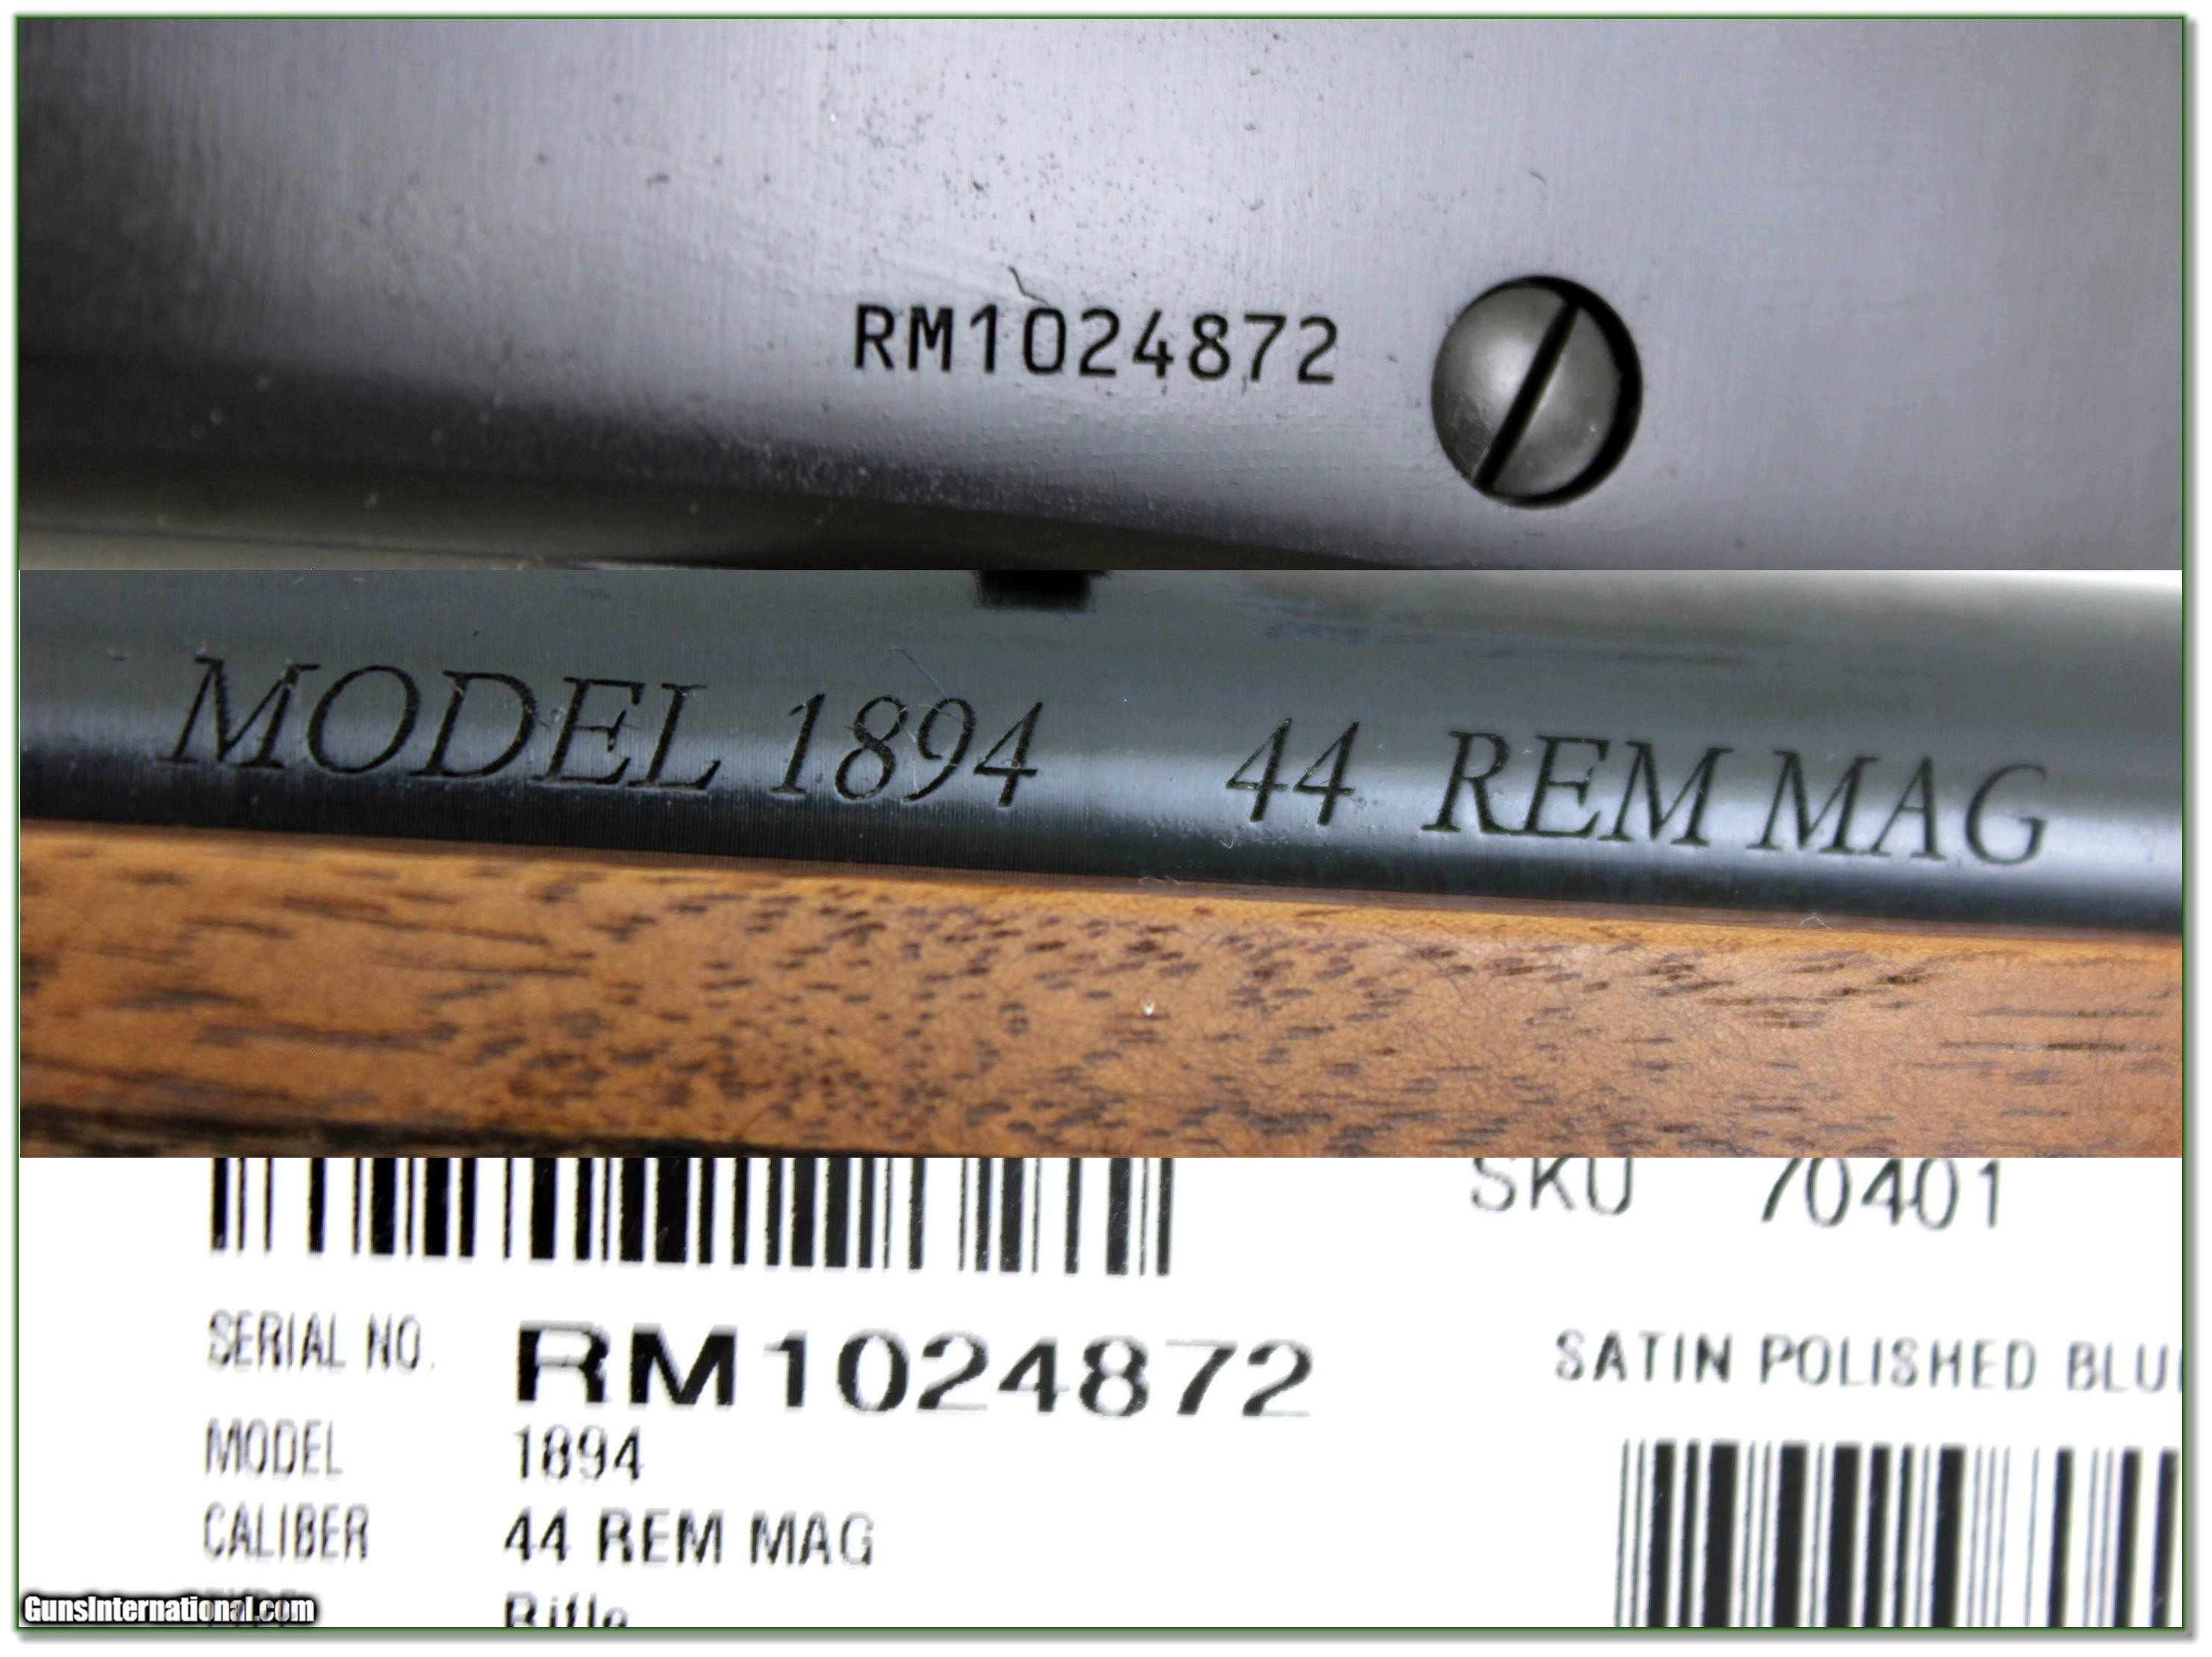 RM1024872
MODEL 1894 44 REM MAG
SKU 70401
SERIAL NO. RM1024872
SATIN POLISHED BLU
MODEL 1894
CALIBER 44 REM MAG
Rifle
GunsInternational.com